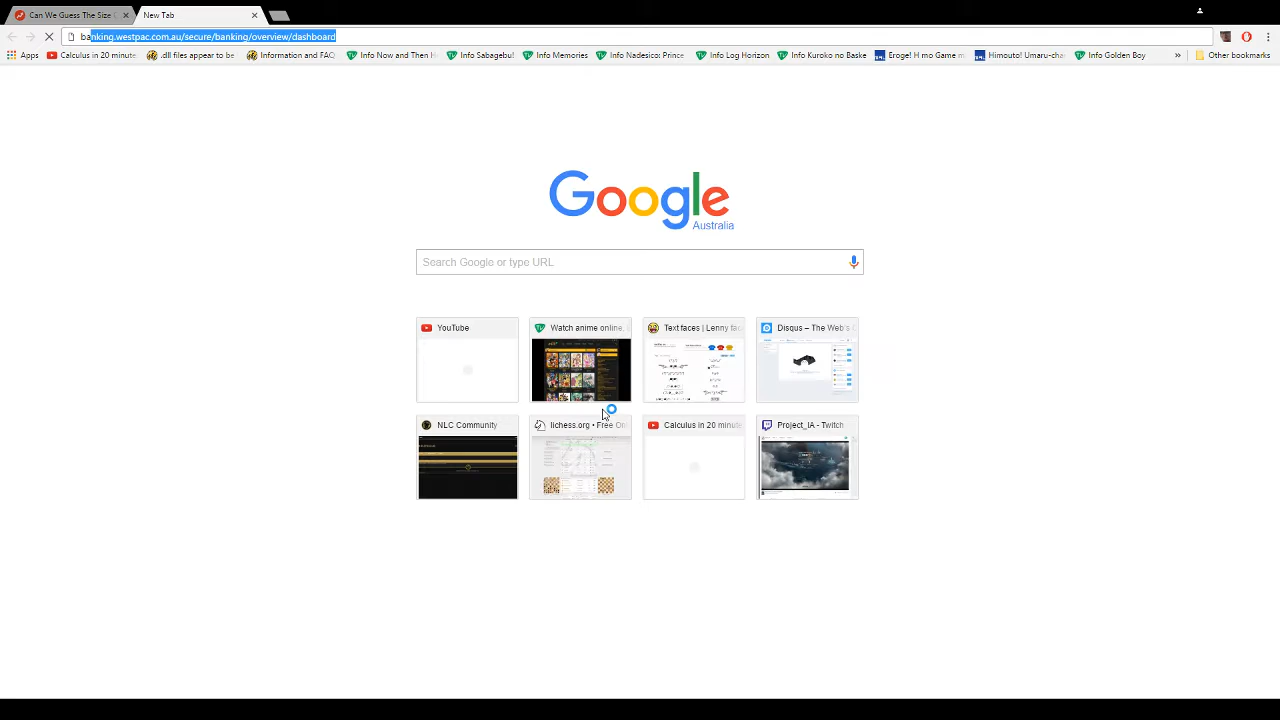 Can We Guess The Size
New Tab
banking.westpac.com.au/secure/banking/overview/dashboard
Apps
Calculus in 20 minute
.dll files appear to be
Information and FAQ
Info Now and Then H
Info Sabagebu!
Info Memories
Info Nadesico: Prince
Info Log Horizon
Info Kuroko no Baske
Eroge! H mo Game m
Himouto! Umaru-chan
Info Golden Boy
»
Other bookmarks
Google
Australia
Search Google or type URL
YouTube
Watch anime online,
Text faces | Lenny fac
Disqus – The Web's
NLC Community
lichess.org • Free On
Calculus in 20 minute
Project_IA - Twitch